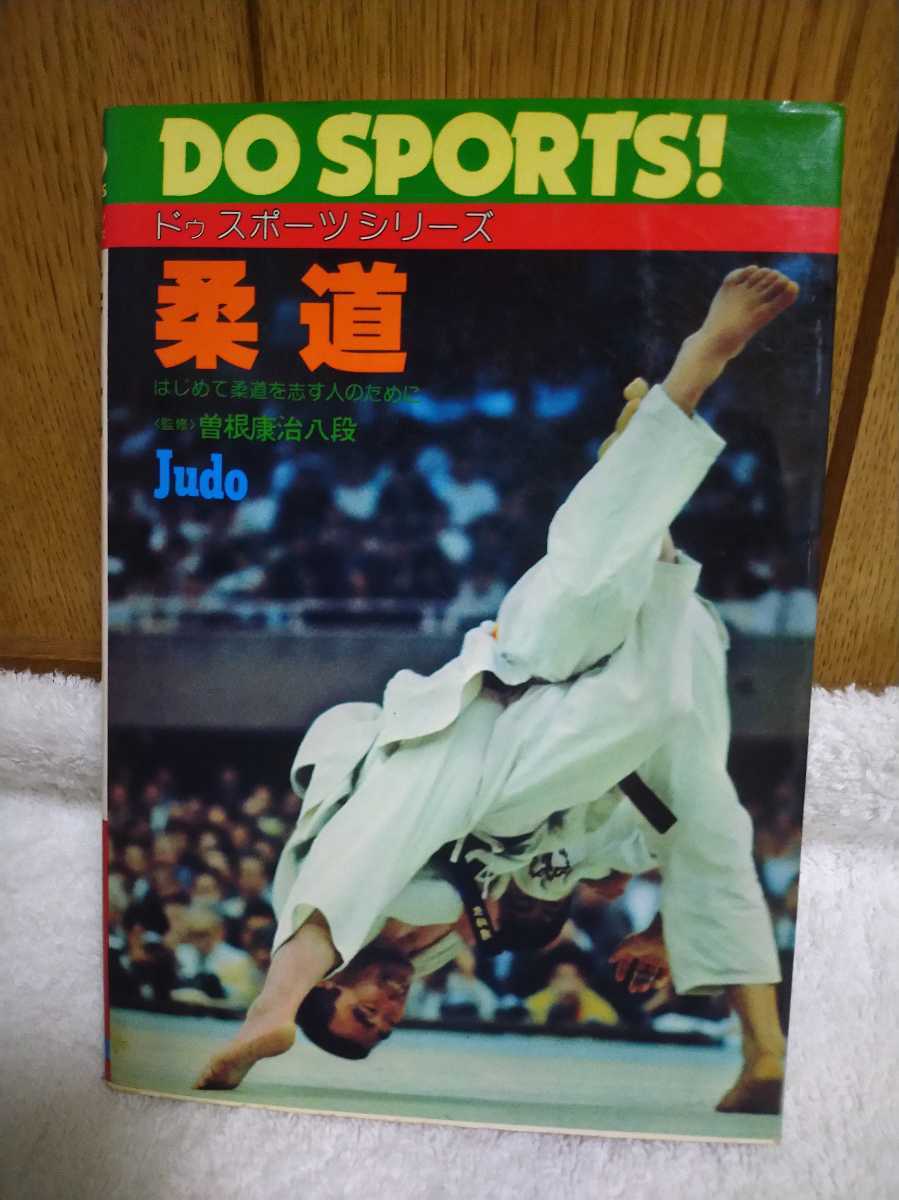 DO SPORTS!
ドゥ スポーツ シリーズ
柔道
はじめて柔道を志す人のために
〈監修〉曽根康治八段
Judo